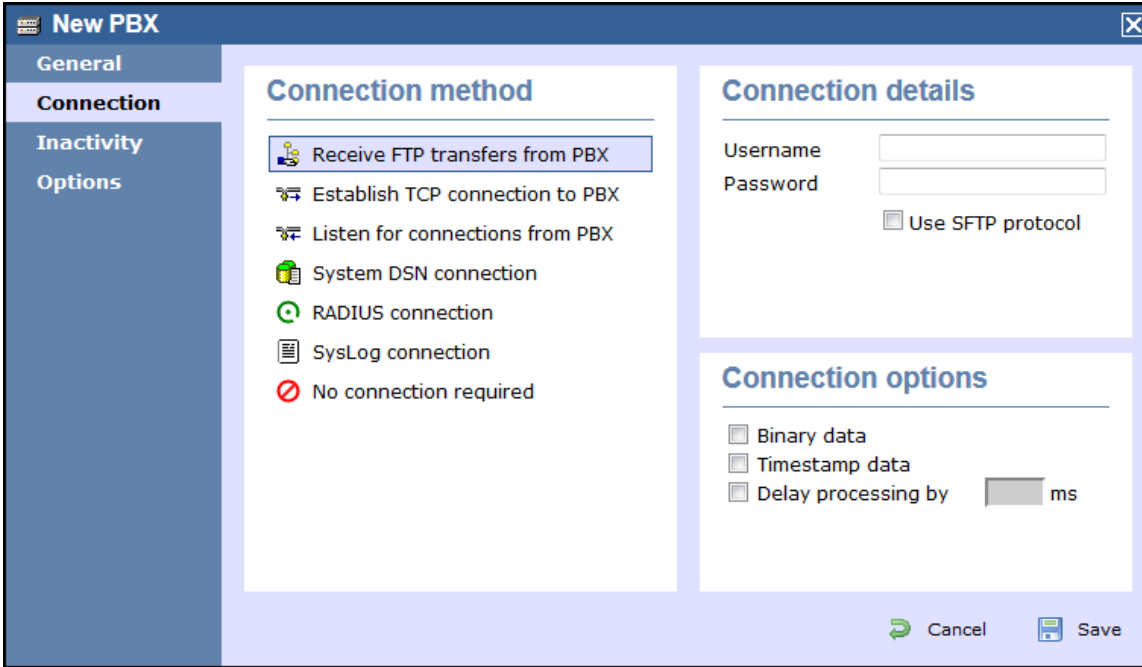 New PBX
General
Connection
Inactivity
Options
Connection method
Receive FTP transfers from PBX
Establish TCP connection to PBX
Listen for connections from PBX
System DSN connection
RADIUS connection
SysLog connection
No connection required
Connection details
Username
Password
Use SFTP protocol
Connection options
Binary data
Timestamp data
Delay processing by ms
Cancel Save